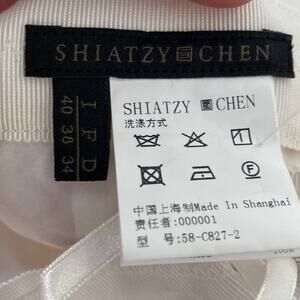 SHIATZY CHEN
I F D
40 38 34
SHIATZY CHEN
洗涤方式
中国上海制Made In Shanghai
责任者:000001
型 号:58-C827-2